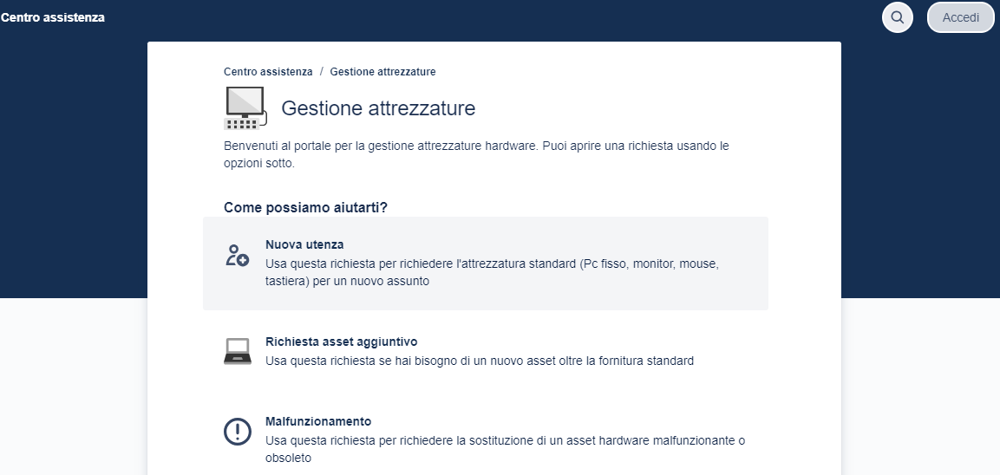 Centro assistenza
Accedi
Centro assistenza / Gestione attrezzature
Gestione attrezzature
Benvenuti al portale per la gestione attrezzature hardware. Puoi aprire una richiesta usando le
opzioni sotto.
Come possiamo aiutarti?
Nuova utenza
Usa questa richiesta per richiedere l'attrezzatura standard (Pc fisso, monitor, mouse,
tastiera) per un nuovo assunto
Richiesta asset aggiuntivo
Usa questa richiesta se hai bisogno di un nuovo asset oltre la fornitura standard
Malfunzionamento
Usa questa richiesta per richiedere la sostituzione di un asset hardware malfunzionante o
obsoleto